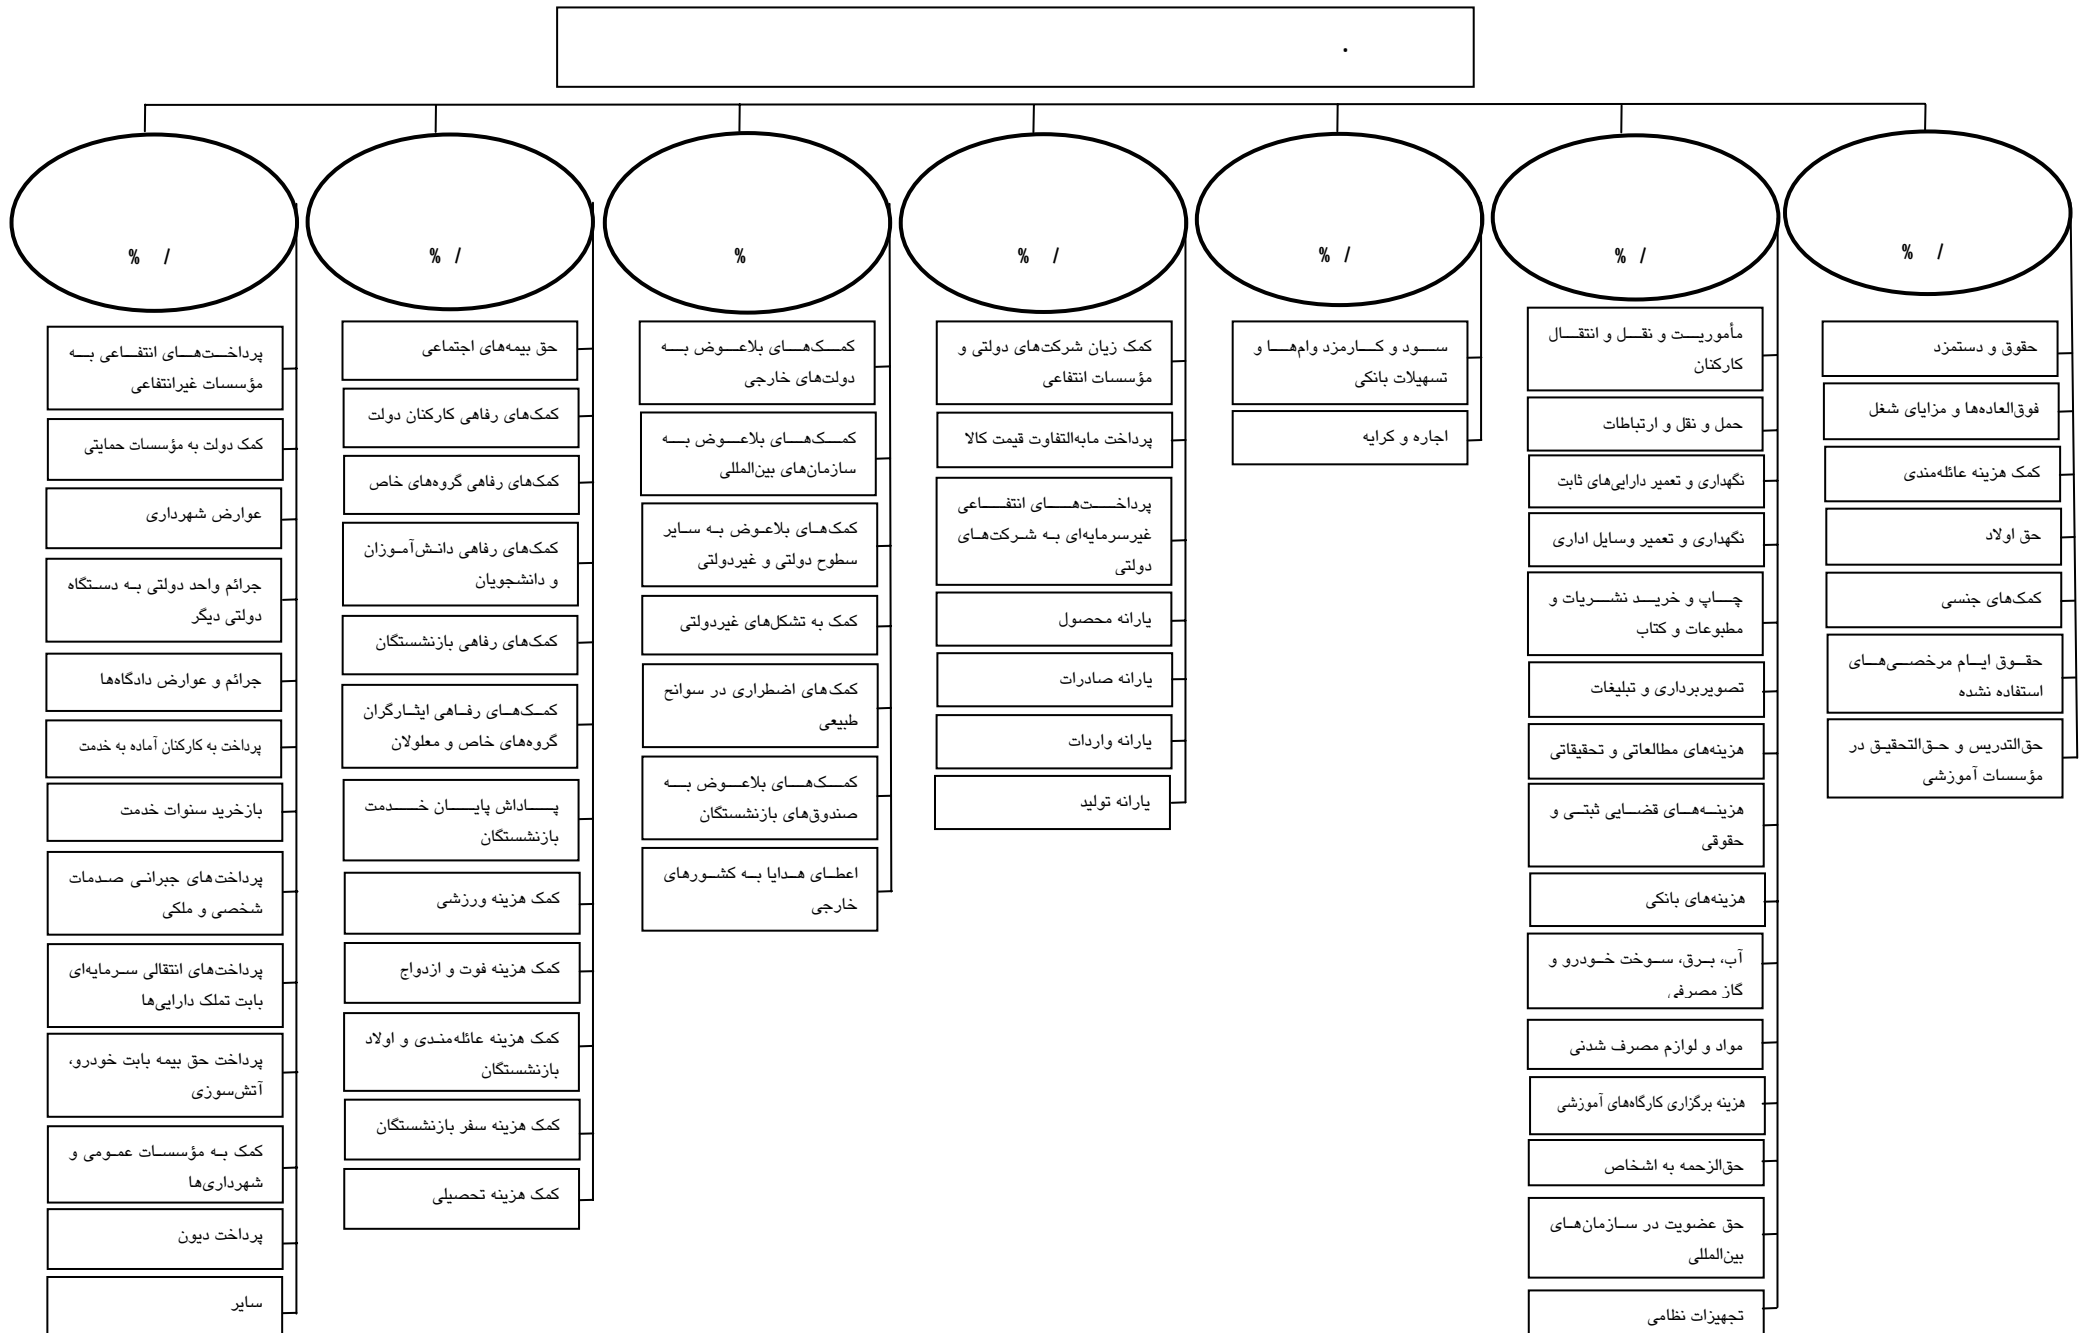 .
/ %
حقوق و دستمزد
فوق‌العاده‌ها و مزایای شغل
کمک هزینه عائله‌مندی
حق اولاد
کمک‌های جنسی
حقوق ایام مرخصی‌های
استفاده نشده
حق‌التدریس و حق‌التحقیق در
مؤسسات آموزشی
/ %
مأموریت و نقل و انتقال
کارکنان
حمل و نقل و ارتباطات
نگهداری و تعمیر دارایی‌های ثابت
نگهداری و تعمیر وسایل اداری
چاپ و خرید نشریات و
مطبوعات و کتاب
تصویربرداری و تبلیغات
هزینه‌های مطالعاتی و تحقیقاتی
هزینه‌های قضایی ثبتی و
حقوقی
هزینه‌های بانکی
آب، برق، سوخت خودرو و
گاز مصرفی
مواد و لوازم مصرف شدنی
هزینه برگزاری کارگاه‌های آموزشی
حق‌الزحمه به اشخاص
حق عضویت در سازمان‌های
بین‌المللی
تجهیزات نظامی
/ %
سود و کارمزد وام‌ها و
تسهیلات بانکی
اجاره و کرایه
/ %
کمک زیان شرکت‌های دولتی و
مؤسسات انتفاعی
پرداخت مابه‌التفاوت قیمت کالا
پرداخت‌های انتفاعی
غیرسرمایه‌ای به شرکت‌های
دولتی
یارانه محصول
یارانه صادرات
یارانه واردات
یارانه تولید
%
کمک‌های بلاعوض به
دولت‌های خارجی
کمک‌های بلاعوض به
سازمان‌های بین‌المللی
کمک‌های بلاعوض به سایر
سطوح دولتی و غیردولتی
کمک به تشکل‌های غیردولتی
کمک‌های اضطراری در سوانح
طبیعی
کمک‌های بلاعوض به
صندوق‌های بازنشستگان
اعطای هدایا به کشورهای
خارجی
/ %
حق بیمه‌های اجتماعی
کمک‌های رفاهی کارکنان دولت
کمک‌های رفاهی گروه‌های خاص
کمک‌های رفاهی دانش‌آموزان
و دانشجویان
کمک‌های رفاهی بازنشستگان
کمک‌های رفاهی ایثارگران
گروه‌های خاص و معلولان
پاداش پایان خدمت
بازنشستگان
کمک هزینه ورزشی
کمک هزینه فوت و ازدواج
کمک هزینه عائله‌مندی و اولاد
بازنشستگان
کمک هزینه سفر بازنشستگان
کمک هزینه تحصیلی
/ %
پرداخت‌های انتفاعی به
مؤسسات غیرانتفاعی
کمک دولت به مؤسسات حمایتی
عوارض شهرداری
جرائم واحد دولتی به دستگاه
دولتی دیگر
جرائم و عوارض دادگاه‌ها
پرداخت به کارکنان آماده به خدمت
بازخرید سنوات خدمت
پرداخت‌های جبرانی صدمات
شخصی و ملکی
پرداخت‌های انتقالی سرمایه‌ای
بابت تملک دارایی‌ها
پرداخت حق بیمه بابت خودرو،
آتش‌سوزی
کمک به مؤسسات عمومی و
شهرداری‌ها
پرداخت دیون
سایر